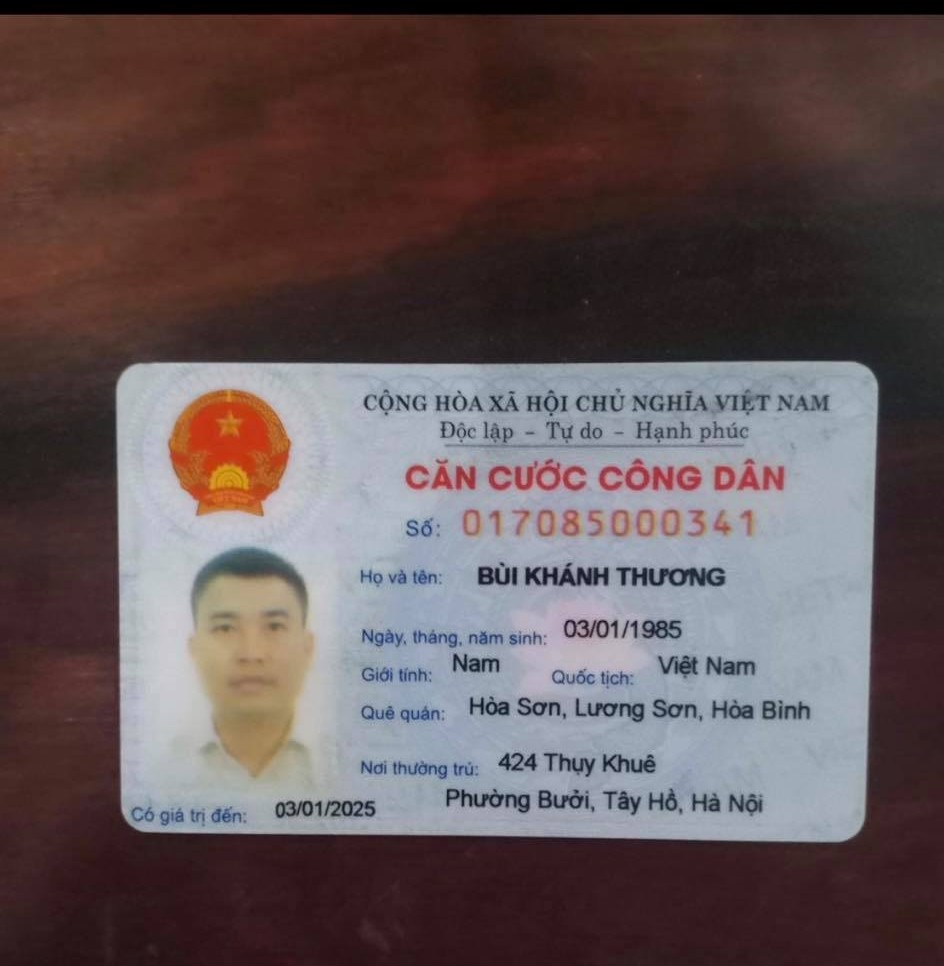 CỘNG HÒA XÃ HỘI CHỦ NGHĨA VIỆT NAM
Độc lập - Tự do - Hạnh phúc
CĂN CƯỚC CÔNG DÂN
Số: 017085000341
Họ và tên: BÙI KHÁNH THƯƠNG
Ngày, tháng, năm sinh: 03/01/1985
Giới tính: Nam Quốc tịch: Việt Nam
Quê quán: Hòa Sơn, Lương Sơn, Hòa Bình
Nơi thường trú: 424 Thụy Khuê
Phường Bưởi, Tây Hồ, Hà Nội
Có giá trị đến: 03/01/2025